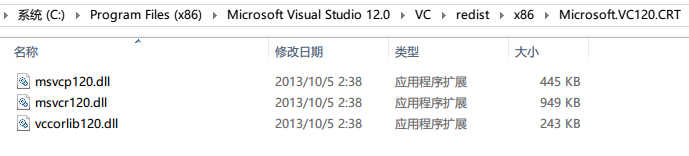 系统 (C:) Program Files (x86) Microsoft Visual Studio 12.0 VC redist x86 Microsoft.VC120.CRT
名称 修改日期 类型 大小
msvcp120.dll 2013/10/5 2:38 应用程序扩展 445 KB
msvcr120.dll 2013/10/5 2:38 应用程序扩展 949 KB
vccorlib120.dll 2013/10/5 2:38 应用程序扩展 243 KB